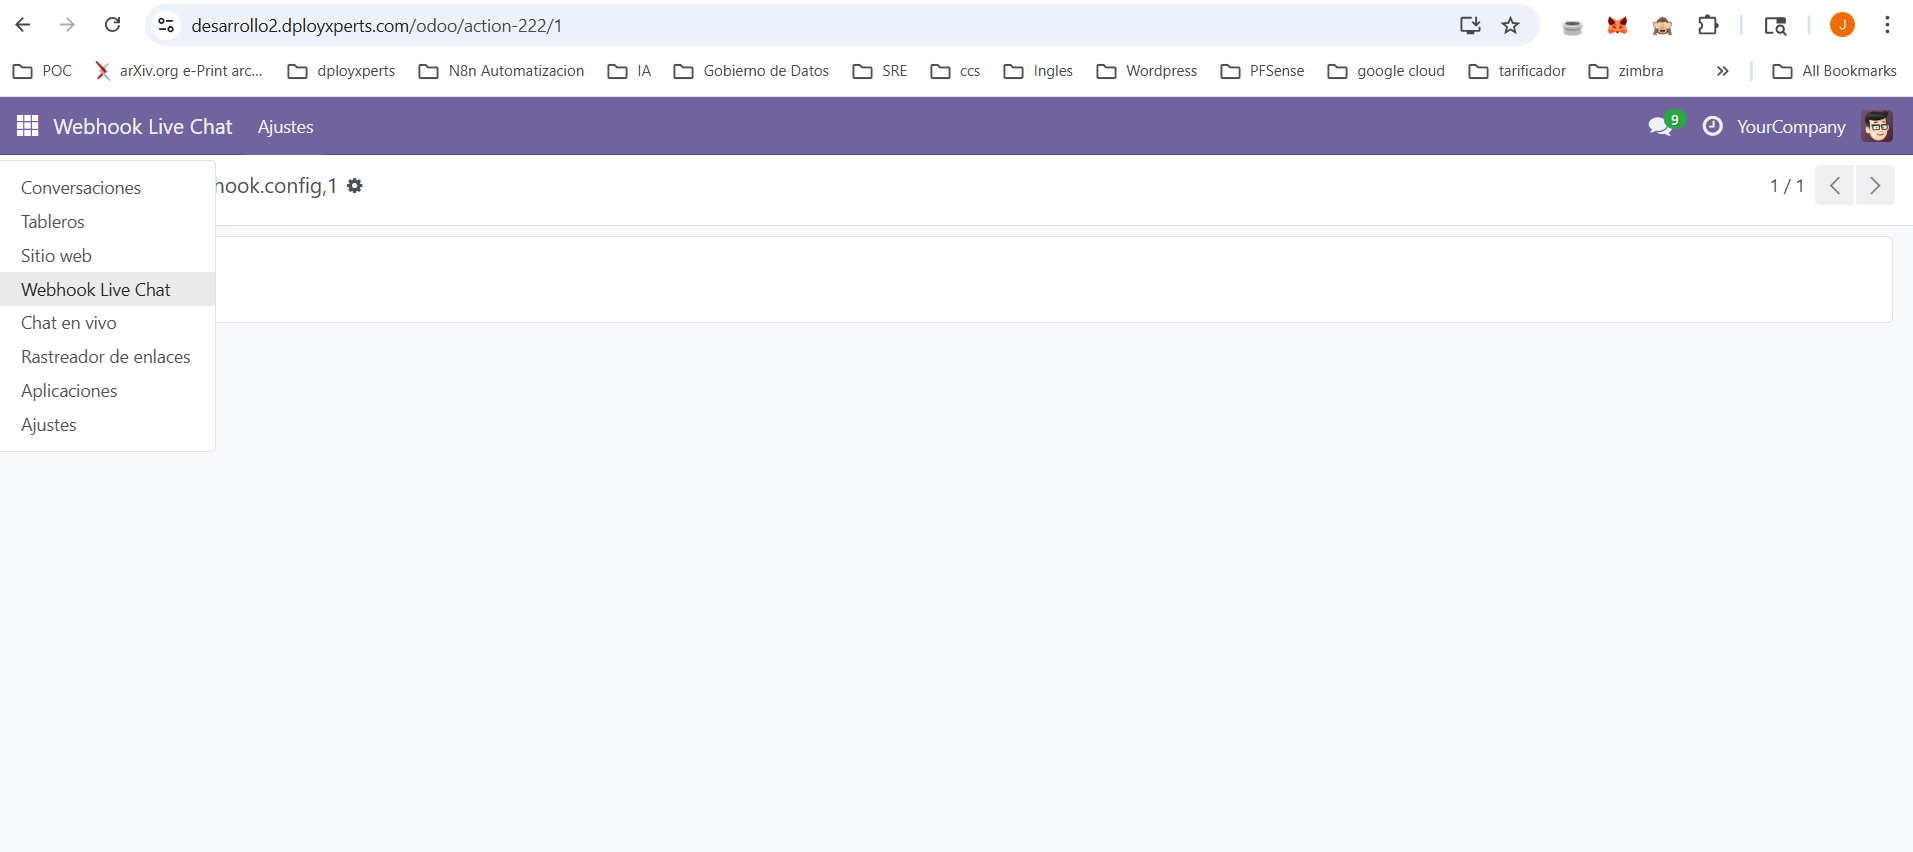 desarrollo2.dployxperts.com/odoo/action-222/1
J
POC
arXiv.org e-Print arc...
dployxperts
N8n Automatizacion
IA
Gobierno de Datos
SRE
ccs
Ingles
Wordpress
PFSense
google cloud
tarificador
zimbra
»
All Bookmarks
Webhook Live Chat
Ajustes
9
YourCompany
hook.config,1
1 / 1
Conversaciones
Tableros
Sitio web
Webhook Live Chat
Chat en vivo
Rastreador de enlaces
Aplicaciones
Ajustes